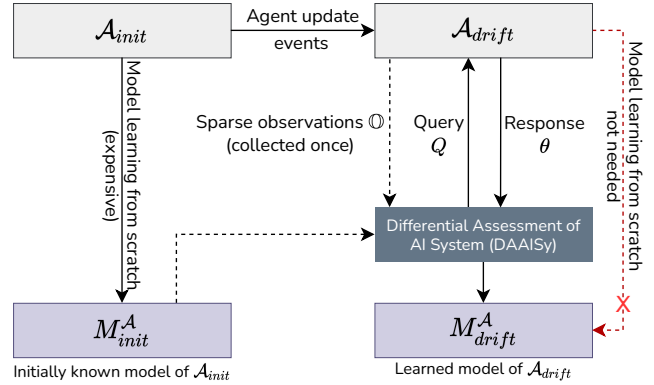 𝒜_init
Agent update
events
𝒜_drift
Model learning from scratch
(expensive)
Sparse observations 𝕆
(collected once)
Query
Q
Response
θ
Model learning from scratch
not needed
Differential Assessment of
AI System (DAAISy)
X
M^𝒜_init
M^𝒜_drift
Initially known model of 𝒜_init
Learned model of 𝒜_drift